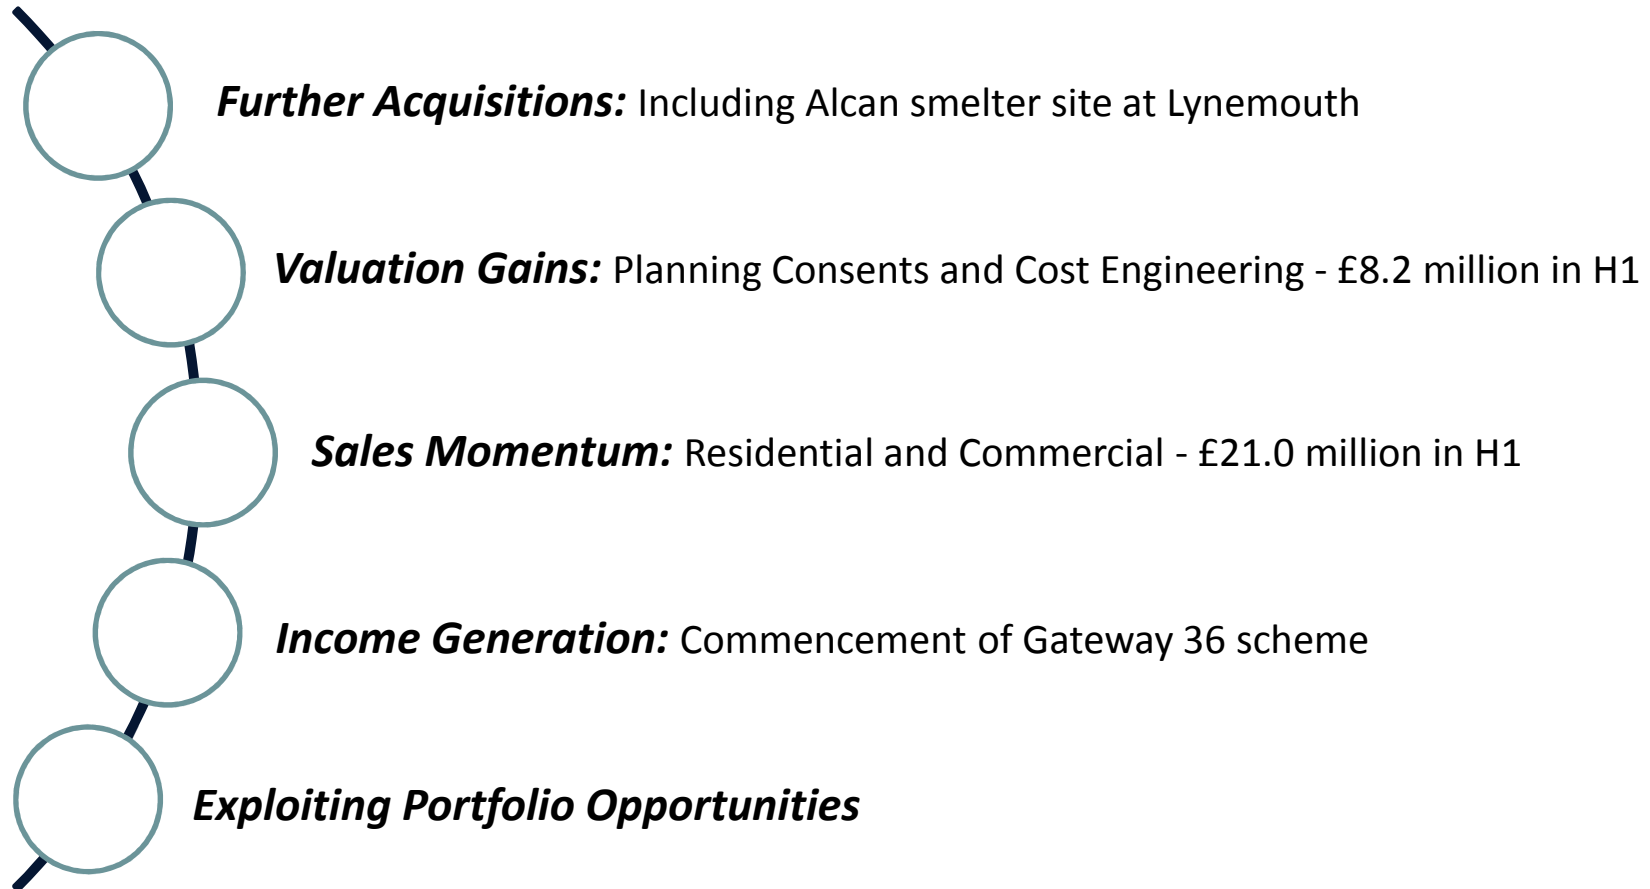 Further Acquisitions: Including Alcan smelter site at Lynemouth
Valuation Gains: Planning Consents and Cost Engineering - £8.2 million in H1
Sales Momentum: Residential and Commercial - £21.0 million in H1
Income Generation: Commencement of Gateway 36 scheme
Exploiting Portfolio Opportunities